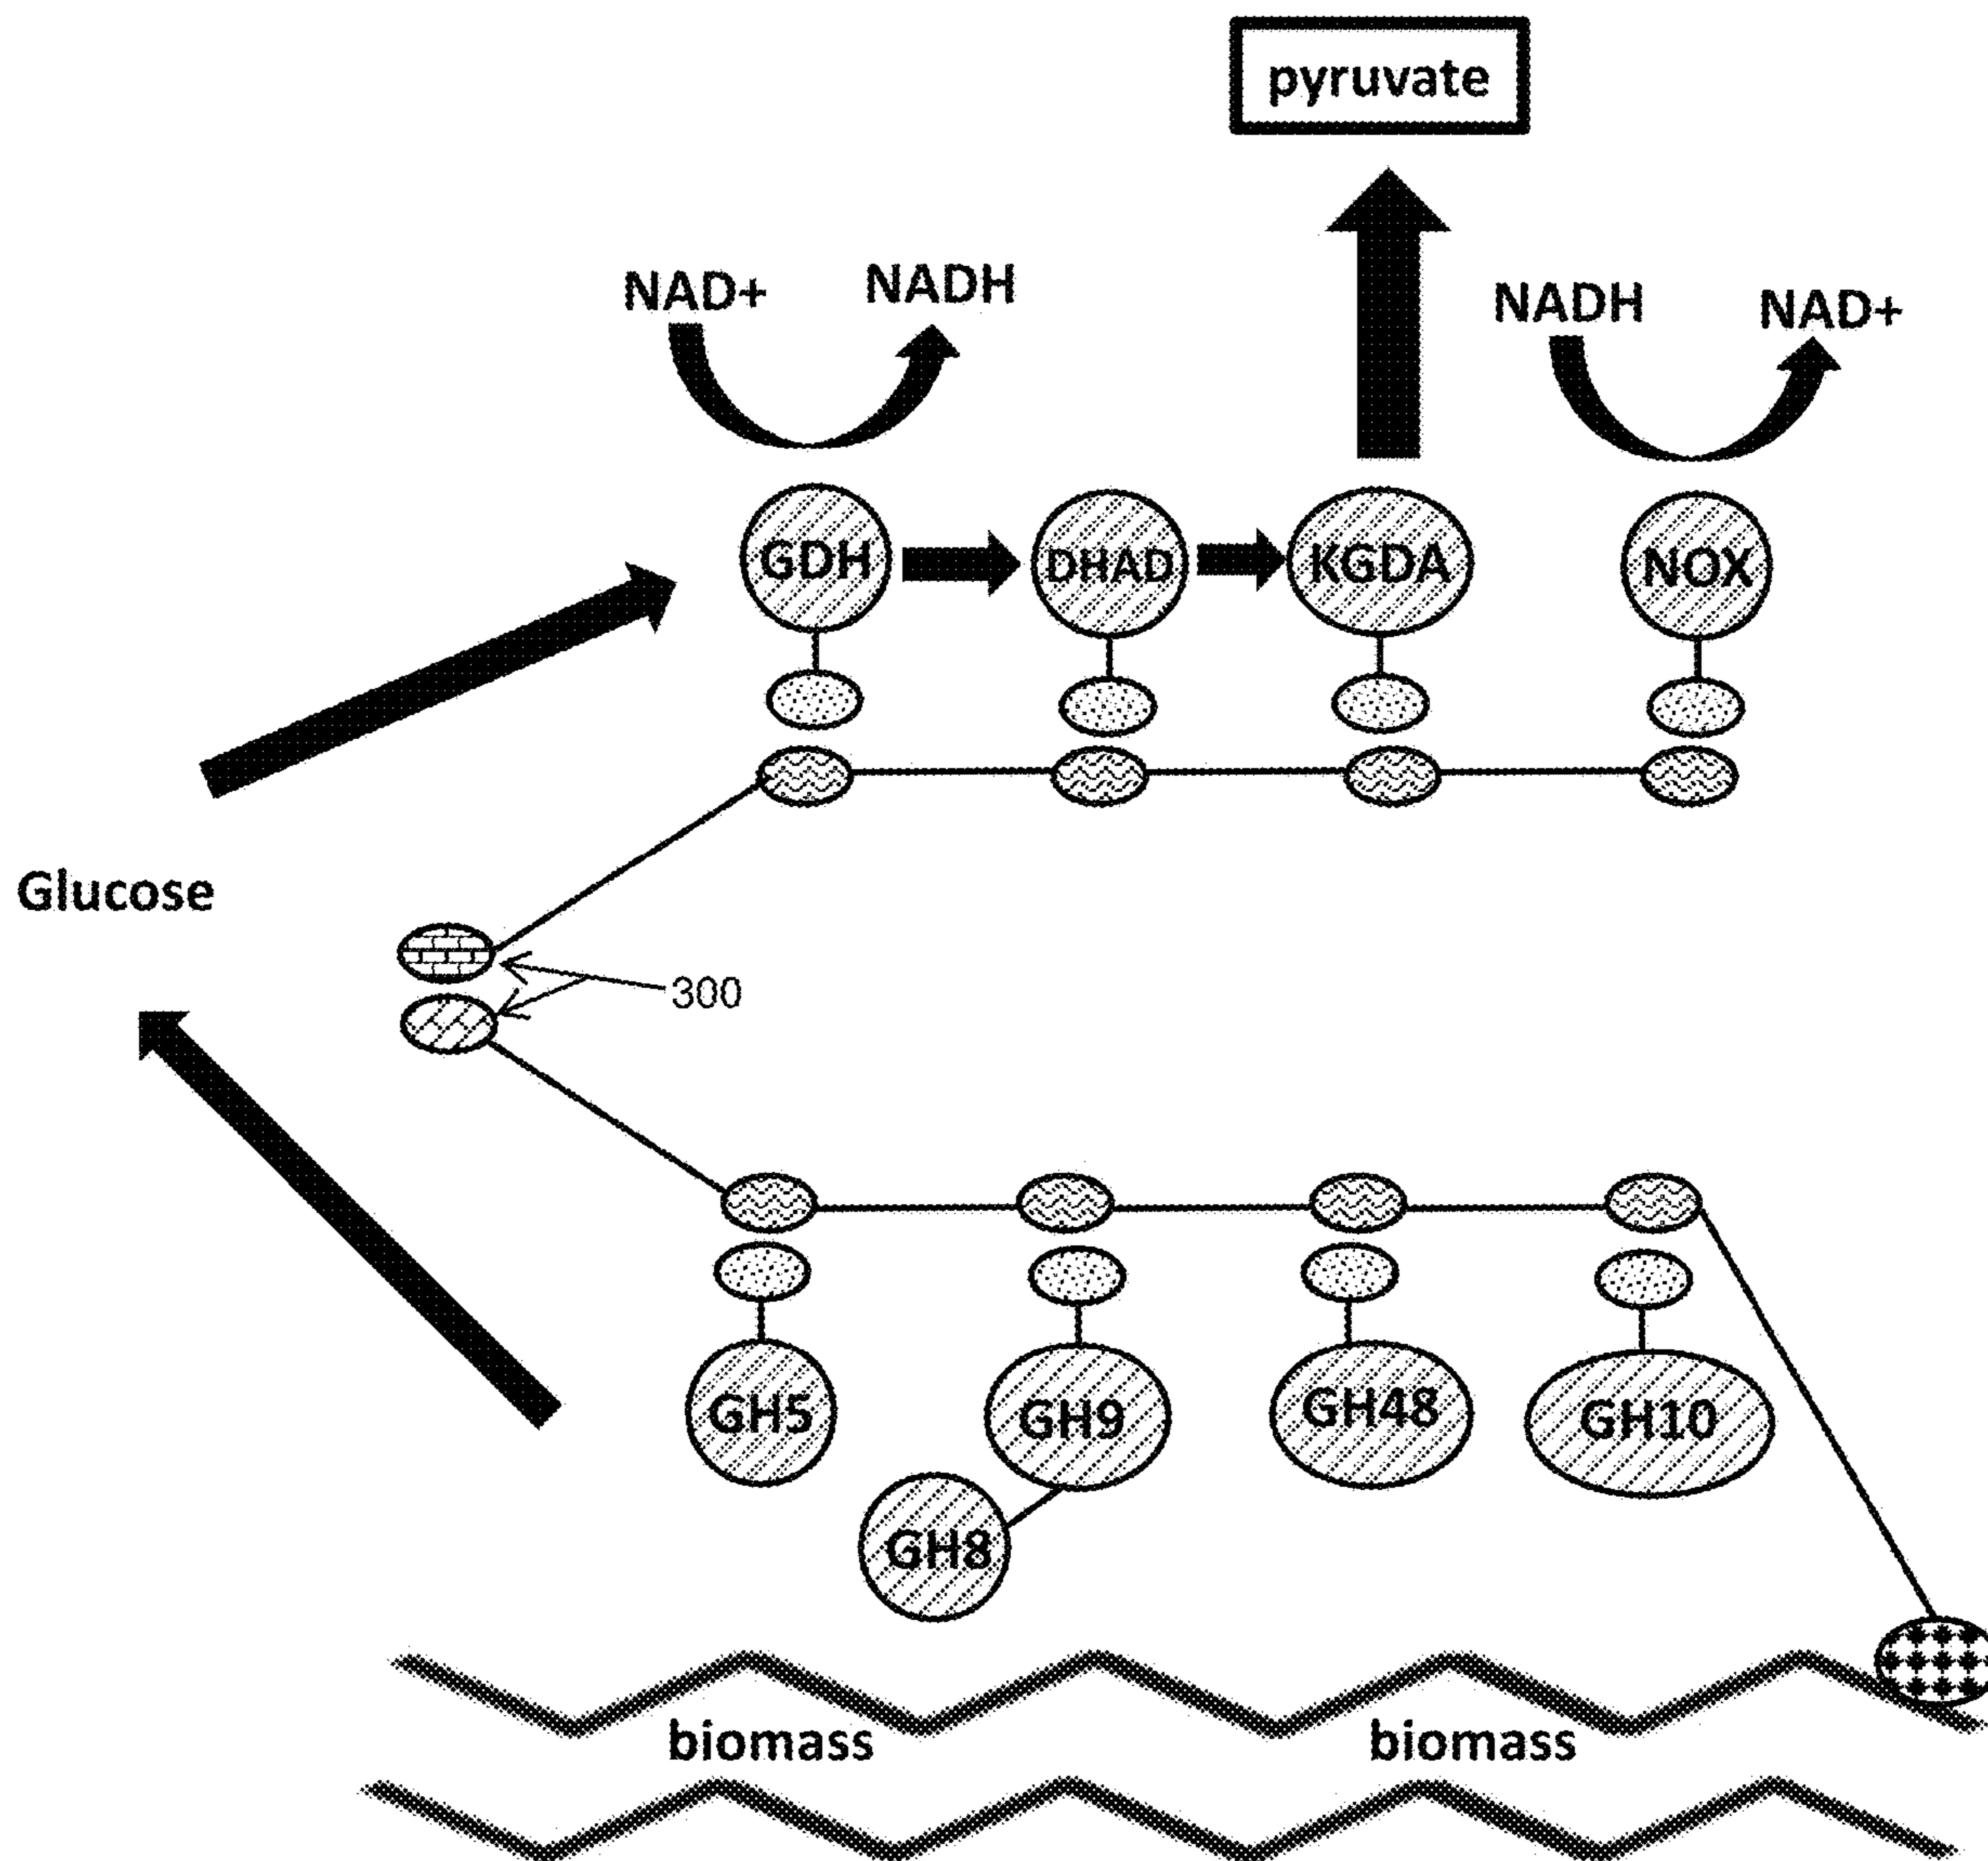 pyruvate
NAD+ NADH NADH NAD+
GDH DHAD KGDA NOX
Glucose
300
GH5 GH9 GH48 GH10
GH8
biomass biomass